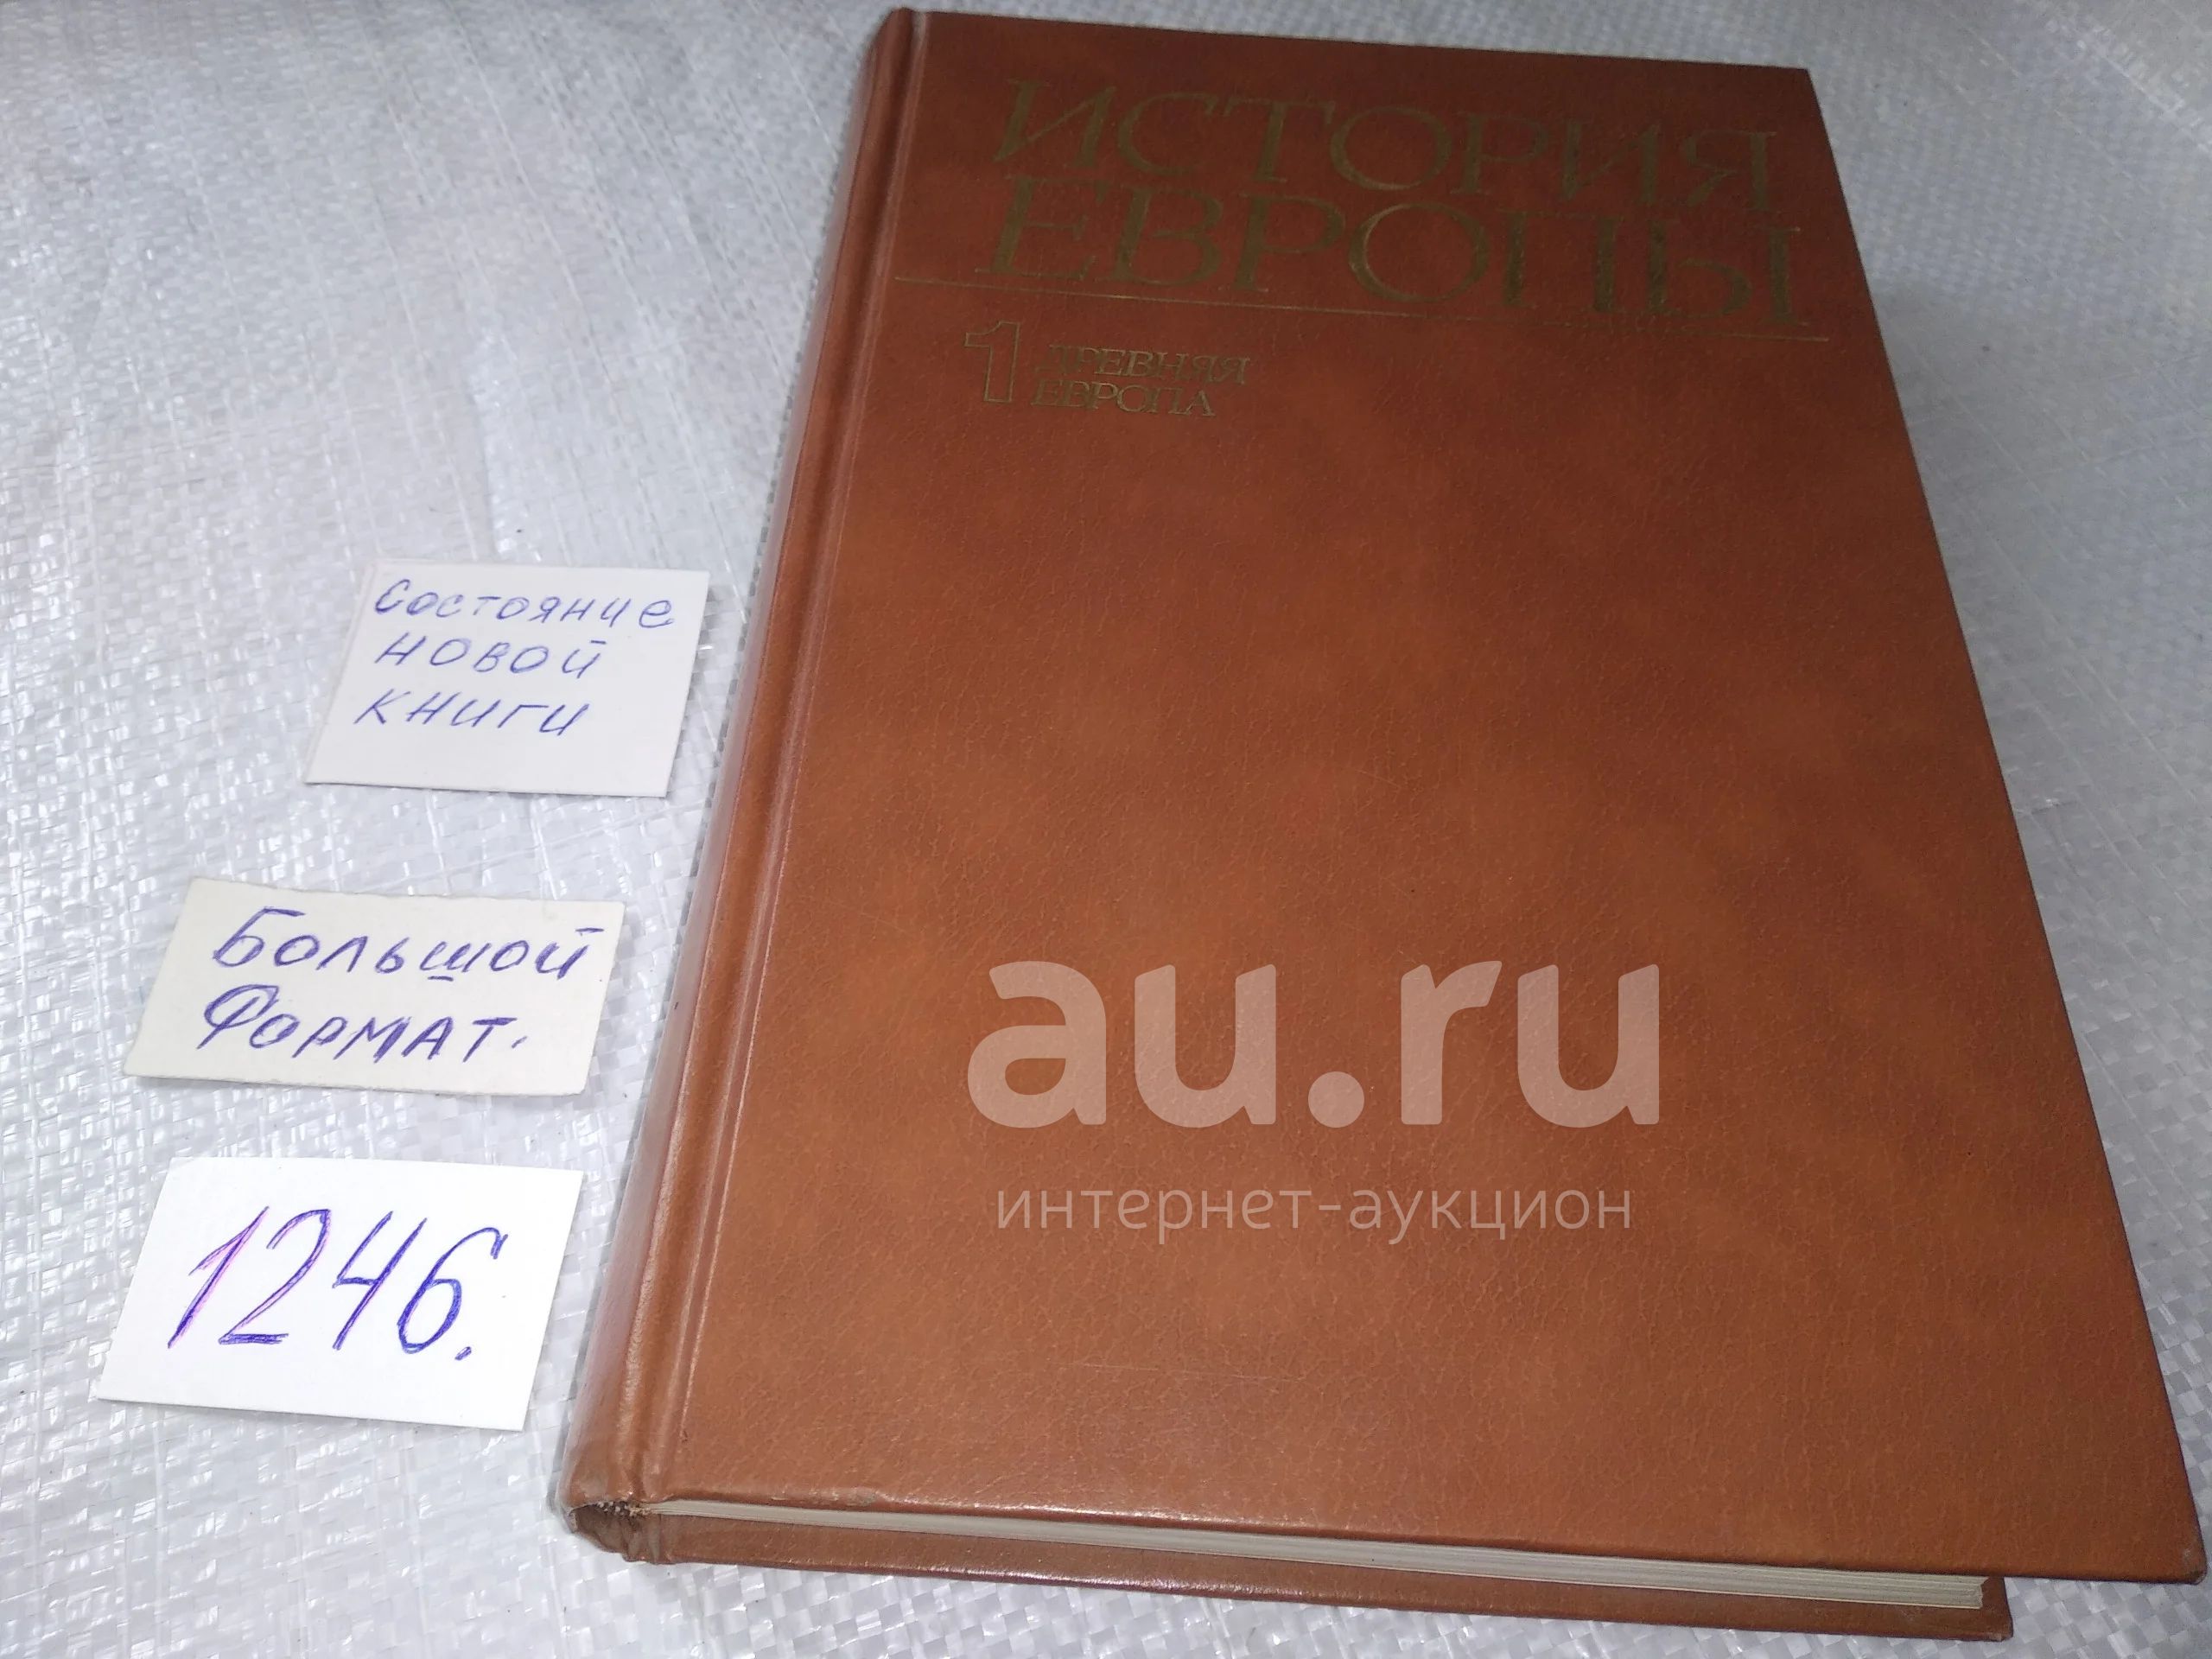 ИСТОРИЯ
ЕВРОПЫ
1 ДРЕВНЯЯ
ЕВРОПА
Состояние
новой
книги
Большой
Формат.
1246.
au.ru
интернет-аукцион